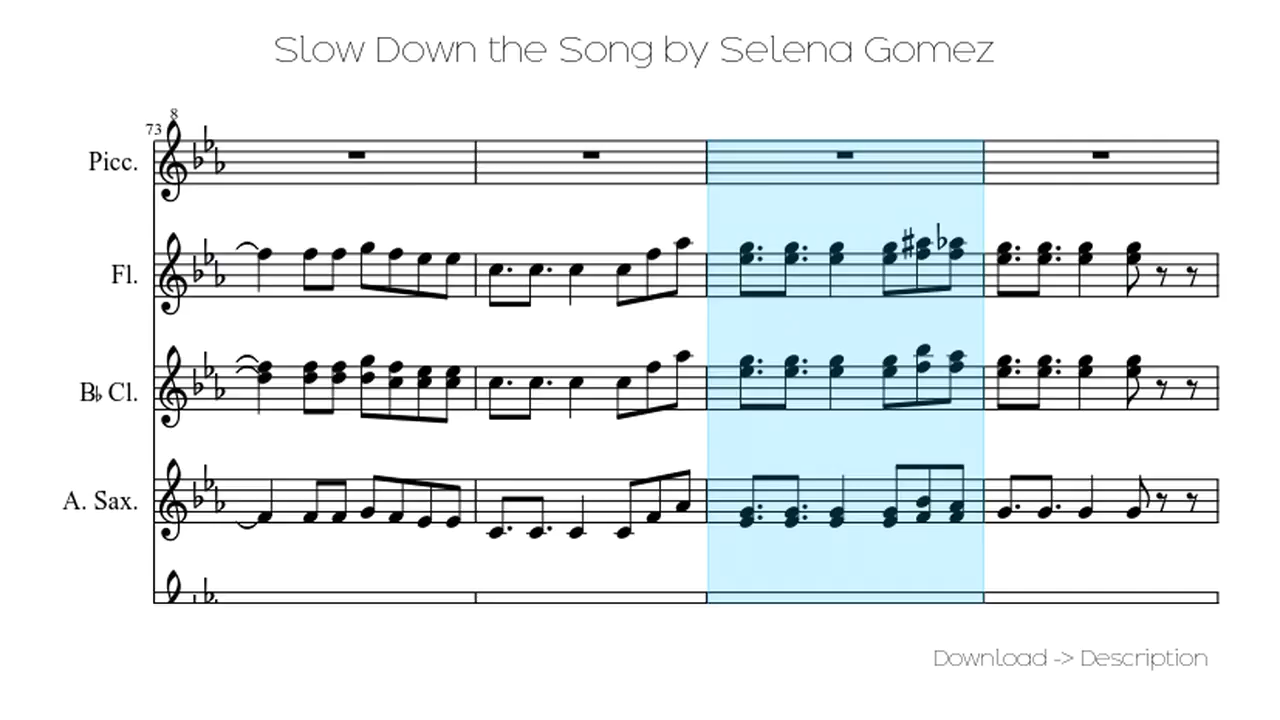 Slow Down the Song by Selena Gomez
8
73
Picc.
Fl.
B♭ Cl.
A. Sax.
Download -> Description